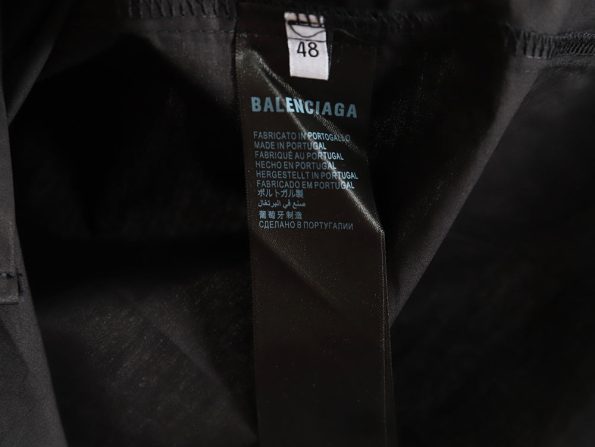 48
BALENCIAGA
FABRICATO IN PORTOGALLO
MADE IN PORTUGAL
FABRIQUÉ AU PORTUGAL
HECHO EN PORTUGAL
HERGESTELLT IN PORTUGAL
FABRICADO EM PORTUGAL
ポルトガル製
صنع في البرتغال
葡萄牙制造
СДЕЛАНО В ПОРТУГАЛИИ